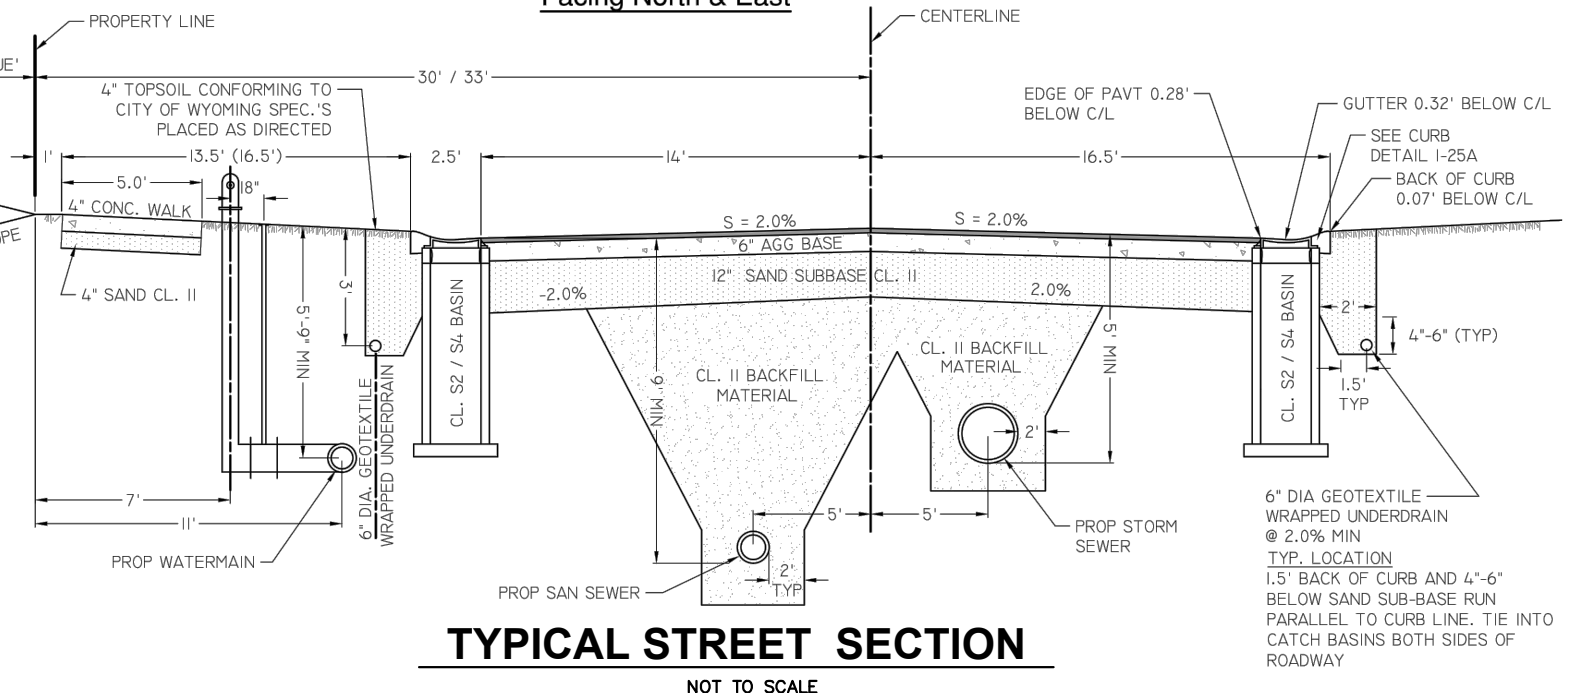 Facing North & East
PROPERTY LINE
CENTERLINE
UE'
30' / 33'
4" TOPSOIL CONFORMING TO
CITY OF WYOMING SPEC.'S
PLACED AS DIRECTED
EDGE OF PAVT 0.28'
BELOW C/L
GUTTER 0.32' BELOW C/L
SEE CURB
DETAIL I-25A
BACK OF CURB
0.07' BELOW C/L
1'
13.5' (16.5')
2.5'
14'
16.5'
5.0'
18"
4" CONC. WALK
OPE
S = 2.0%
S = 2.0%
6" AGG BASE
12" SAND SUBBASE CL. II
-2.0%
2.0%
4" SAND CL. II
5'-9" MIN
3'
CL. S2 / S4 BASIN
9' MIN
5' MIN
CL. S2 / S4 BASIN
2'
4"-6" (TYP)
1.5'
TYP
CL. II BACKFILL
MATERIAL
CL. II BACKFILL
MATERIAL
2'
6" DIA. GEOTEXTILE
WRAPPED UNDERDRAIN
7'
11'
5'
5'
PROP WATERMAIN
PROP SAN SEWER
2'
TYP
PROP STORM
SEWER
6" DIA GEOTEXTILE
WRAPPED UNDERDRAIN
@ 2.0% MIN
TYP. LOCATION
1.5' BACK OF CURB AND 4"-6"
BELOW SAND SUB-BASE RUN
PARALLEL TO CURB LINE. TIE INTO
CATCH BASINS BOTH SIDES OF
ROADWAY
TYPICAL STREET SECTION
NOT TO SCALE